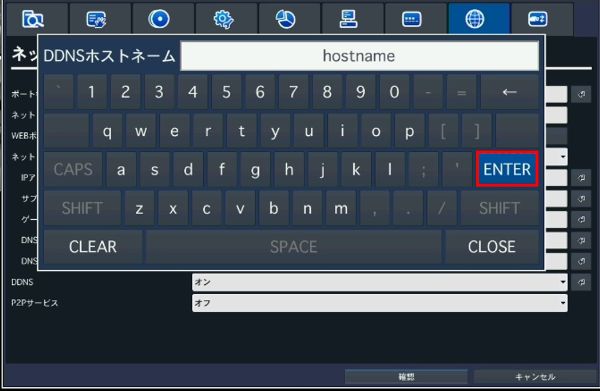 ネッ
DDNSホストネーム hostname
` 1 2 3 4 5 6 7 8 9 0 - = ←
q w e r t y u i o p [ ]
CAPS a s d f g h j k l ; ' ENTER
SHIFT z x c v b n m , . / SHIFT
CLEAR SPACE CLOSE
ポート
ネット
WEBポ
ネット
IPア
サブ
ゲー
DNS
DNS
DDNS オン
P2Pサービス オフ
確認 キャンセル